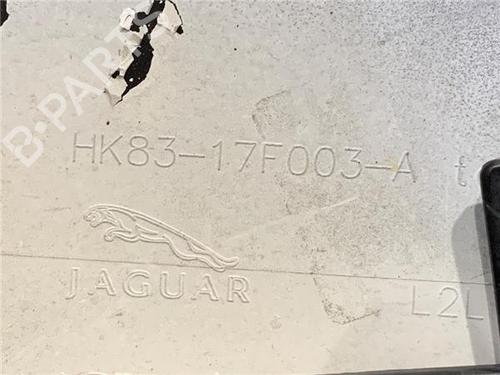 B-PARTS
HK83-17F003-A t
JAGUAR
L2L